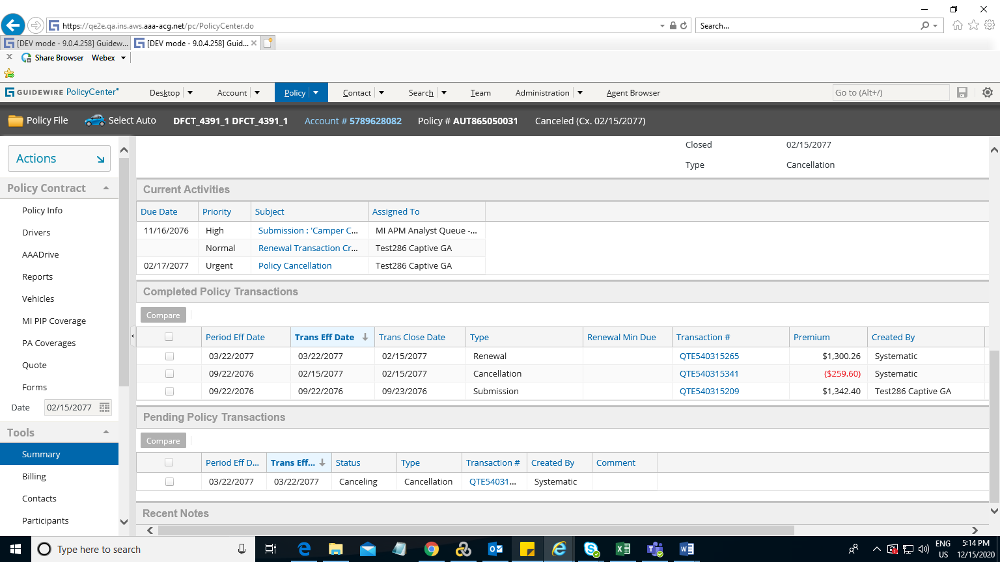 https://qe2e.qa.ins.aws.aaa-acg.net/pc/PolicyCenter.do
Search...
[DEV mode - 9.0.4.258] Guidew...
[DEV mode - 9.0.4.258] Guid...
x Share Browser Webex
GUIDEWIRE PolicyCenter®
Desktop Account Policy Contact Search Team Administration Agent Browser
Go to (Alt+/)
Policy File Select Auto DFCT_4391_1 DFCT_4391_1 Account # 5789628082 Policy # AUT865050031 Canceled (Cx. 02/15/2077)
Actions
Policy Contract
Policy Info
Drivers
AAADrive
Reports
Vehicles
MI PIP Coverage
PA Coverages
Quote
Forms
Date 02/15/2077
Tools
Summary
Billing
Contacts
Participants
Closed 02/15/2077
Type Cancellation
Current Activities
Due Date Priority Subject Assigned To
11/16/2076 High Submission : 'Camper C... MI APM Analyst Queue -...
Normal Renewal Transaction Cr... Test286 Captive GA
02/17/2077 Urgent Policy Cancellation Test286 Captive GA
Completed Policy Transactions
Compare
Period Eff Date Trans Eff Date Trans Close Date Type Renewal Min Due Transaction # Premium Created By
03/22/2077 03/22/2077 02/15/2077 Renewal QTE540315265 $1,300.26 Systematic
09/22/2076 02/15/2077 02/15/2077 Cancellation QTE540315341 ($259.60) Systematic
09/22/2076 09/22/2076 09/23/2076 Submission QTE540315209 $1,342.40 Test286 Captive GA
Pending Policy Transactions
Compare
Period Eff D... Trans Eff... Status Type Transaction # Created By Comment
03/22/2077 03/22/2077 Canceling Cancellation QTE54031... Systematic
Recent Notes
Type here to search
ENG
US
5:14 PM
12/15/2020